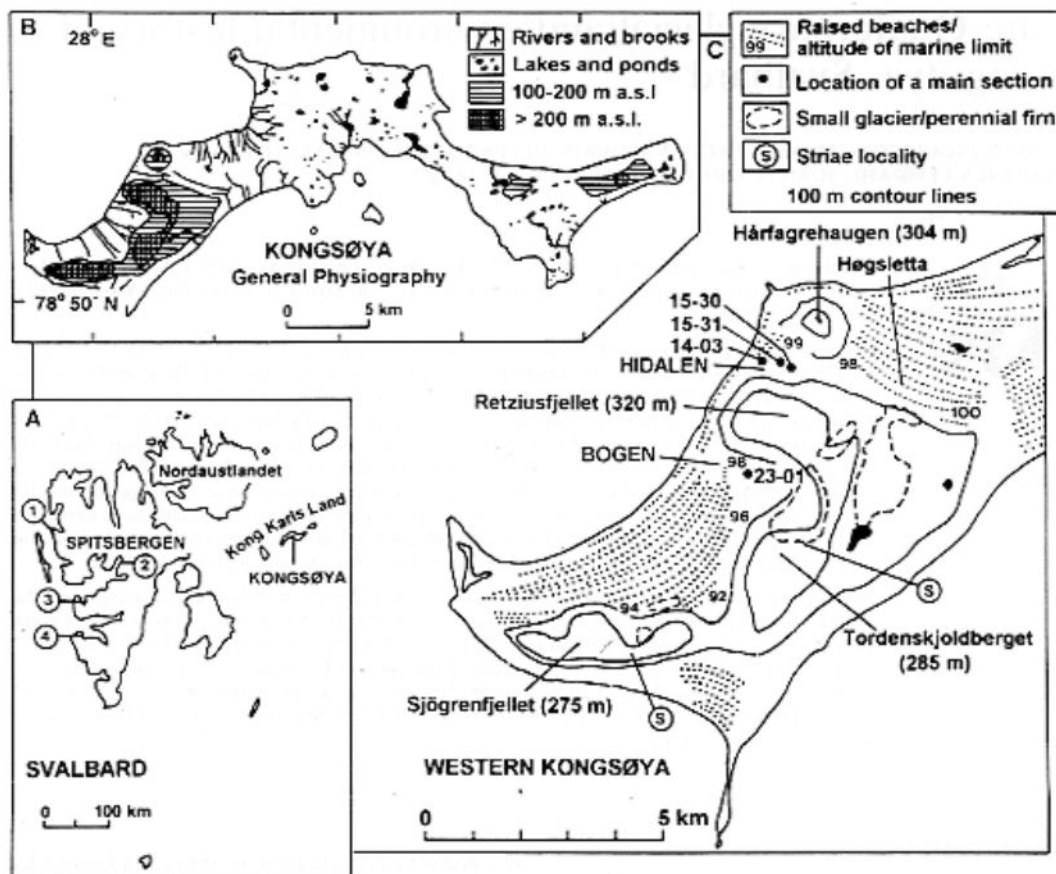 B
28° E
Rivers and brooks
Lakes and ponds
100-200 m a.s.l
> 200 m a.s.l.
KONGSØYA
General Physiography
78° 50´ N
0 5 km
C
99
Raised beaches/
altitude of marine limit
Location of a main section
Small glacier/perennial firn
S
Striae locality
100 m contour lines
Hårfagrehaugen (304 m)
Høgsletta
15-30
15-31
14-03
HIDALEN
99
98
100
Retziusfjellet (320 m)
BOGEN
98
23-01
96
94
92
S
Tordenskjoldberget
(285 m)
Sjögrenfjellet (275 m)
S
WESTERN KONGSØYA
0 5 km
A
Nordaustlandet
1
SPITSBERGEN
Kong Karls Land
KONGSØYA
2
3
4
SVALBARD
0 100 km